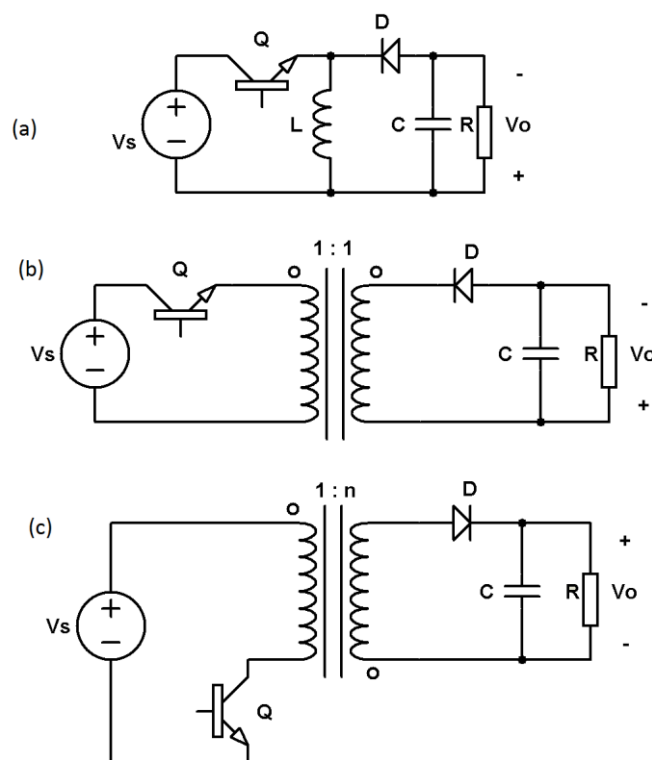 Q D -
(a) Vs + - L C R Vo
+
1 : 1
(b) Q O O D -
Vs + - C R Vo
+
1 : n
(c) O D +
Vs + - C R Vo
O -
Q